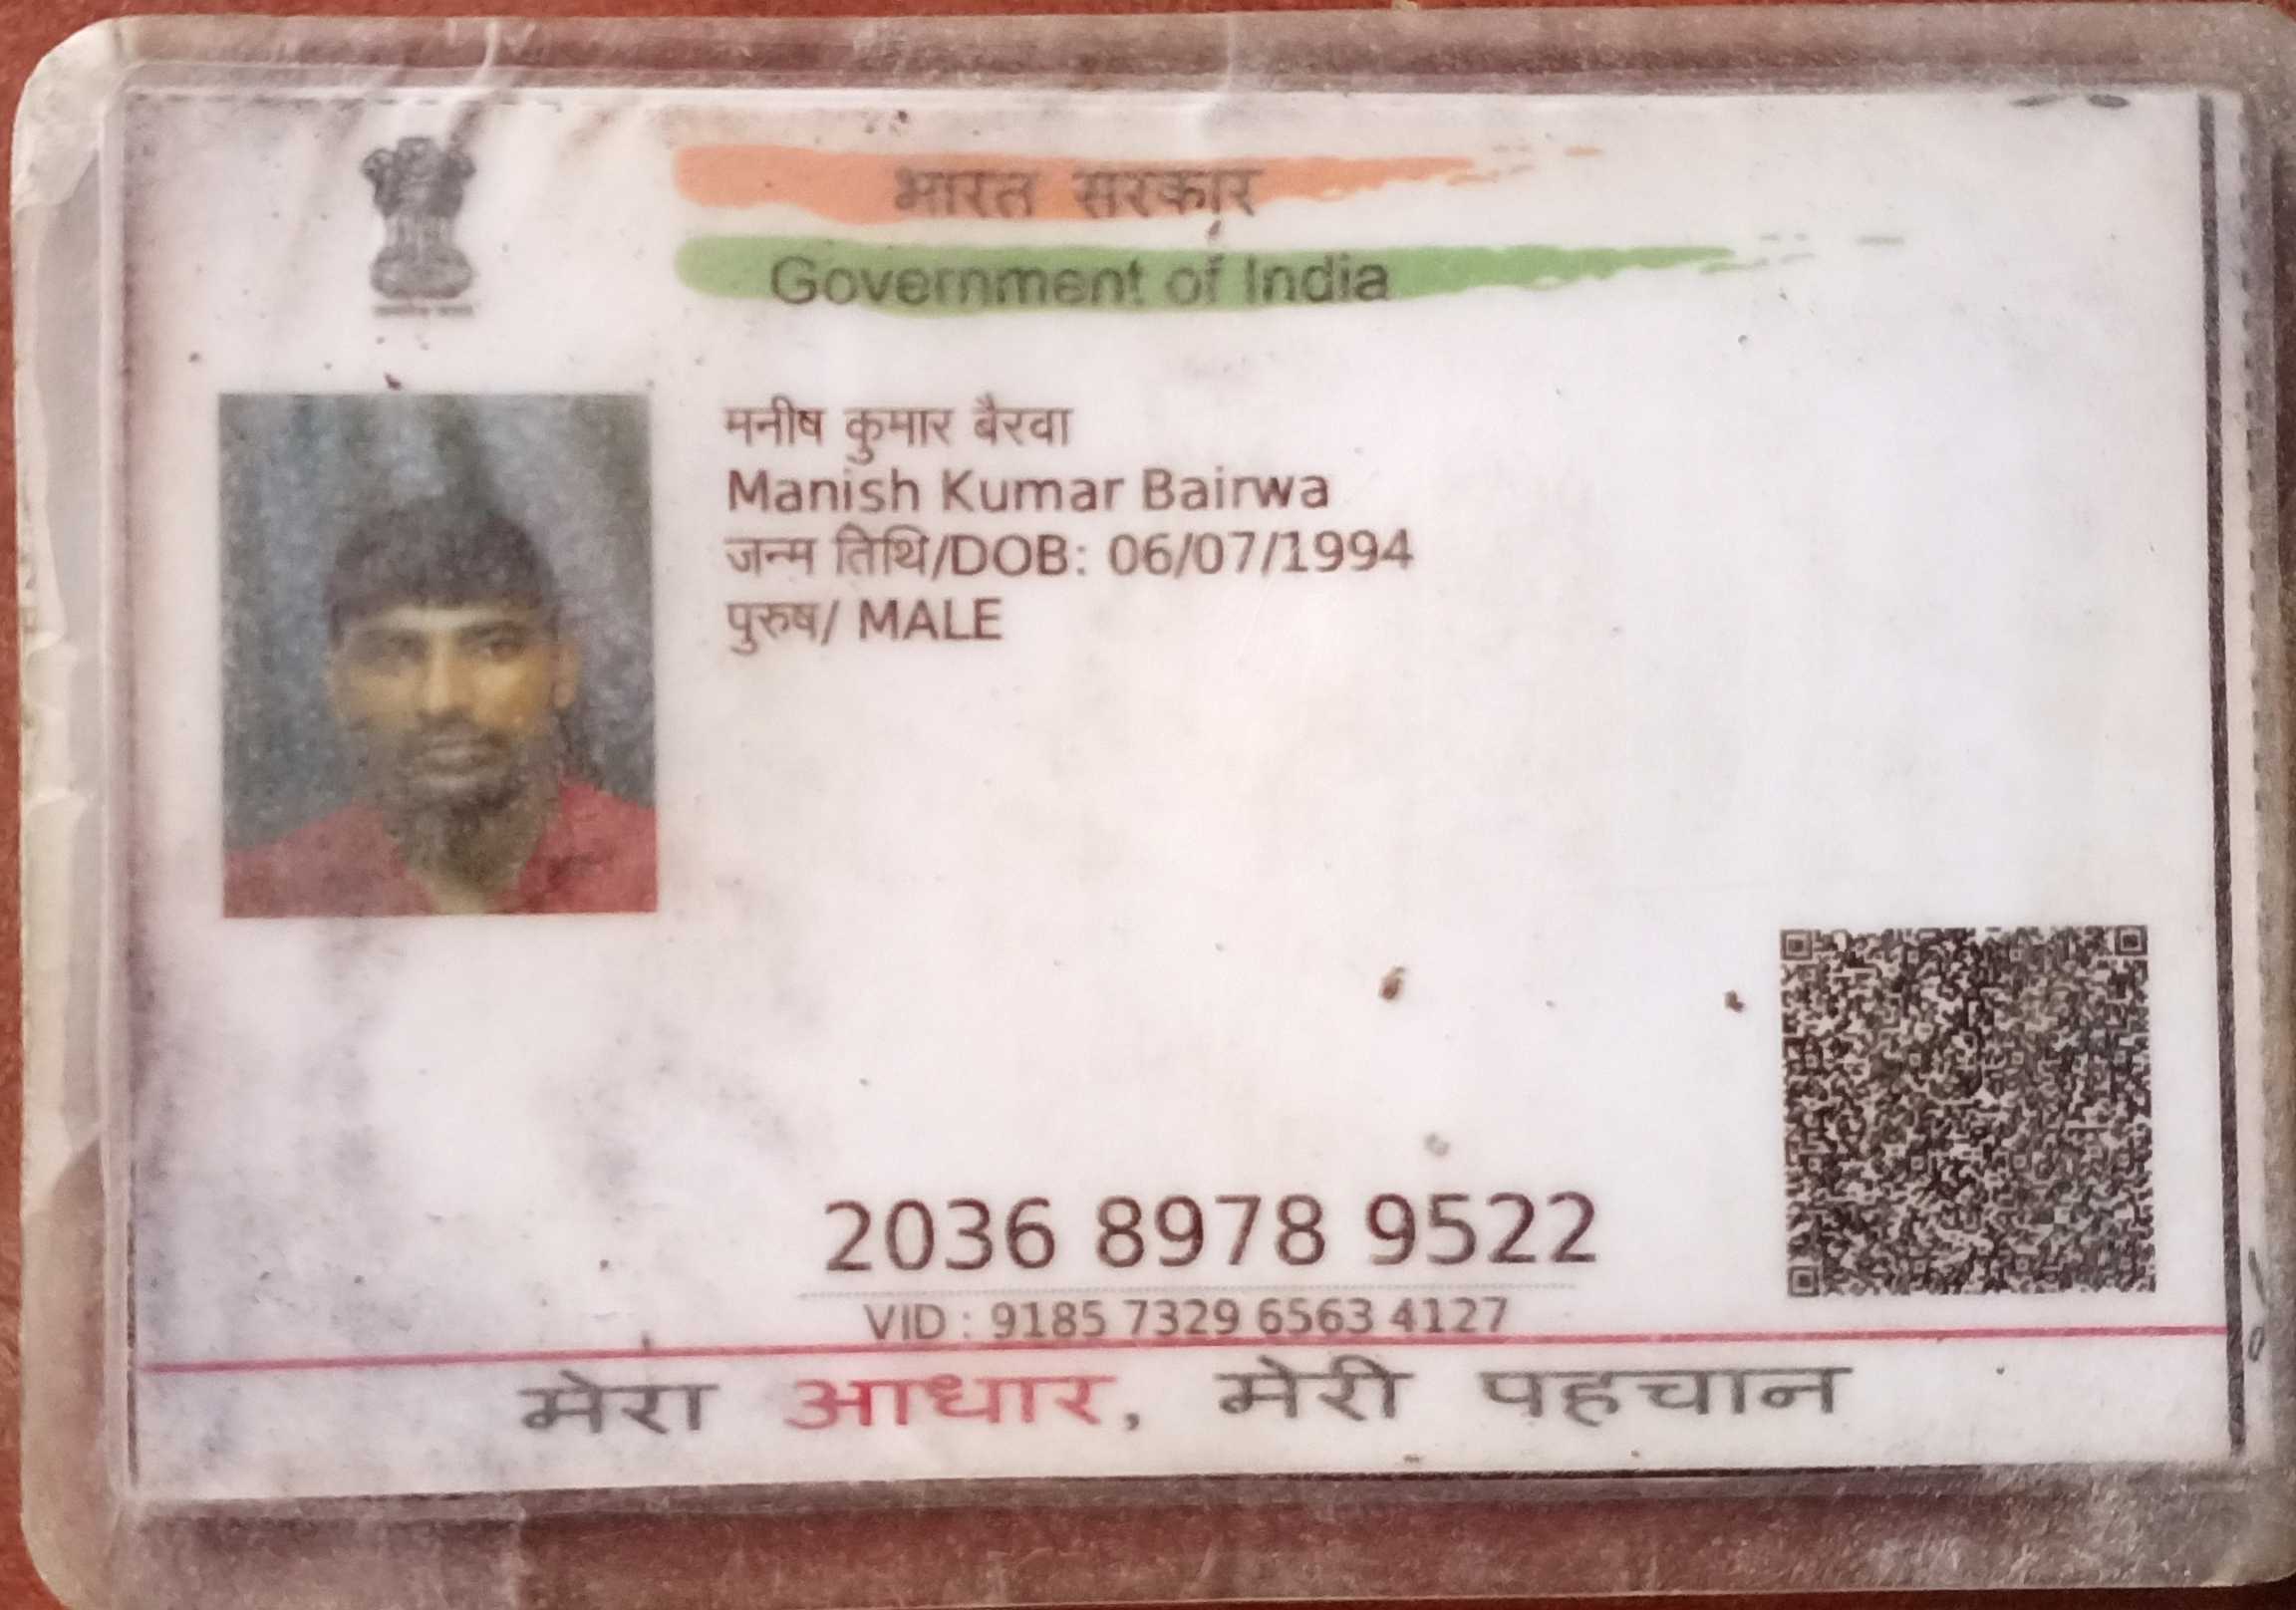 भारत सरकार
Government of India
मनीष कुमार बैरवा
Manish Kumar Bairwa
जन्म तिथि/DOB: 06/07/1994
पुरुष/ MALE
2036 8978 9522
VID : 9185 7329 6563 4127
मेरा आधार, मेरी पहचान